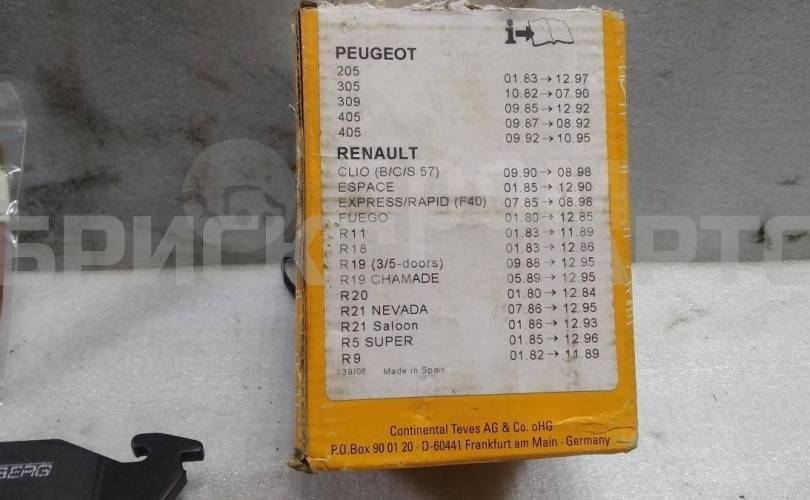 i
PEUGEOT
205 01.83→12.97
305 10.82→07.90
309 09.85→12.92
405 09.87→08.92
405 09.92→10.95
RENAULT
CLIO (B/C/S 57) 09.90→08.98
ESPACE 01.85→12.90
EXPRESS/RAPID (F40) 07.85→08.98
FUEGO 01.80→12.85
R11 01.83→11.89
R18 01.83→12.86
R19 (3/5-doors) 09.88→12.95
R19 CHAMADE 05.89→12.95
R20 01.80→12.84
R21 NEVADA 07.86→12.95
R21 Saloon 01.86→12.93
R5 SUPER 01.85→12.96
R9 01.82→11.89
139/06 Made in Spain
Continental Teves AG & Co. oHG
P.O.Box 90 01 20 · D-60441 Frankfurt am Main · Germany
BERG